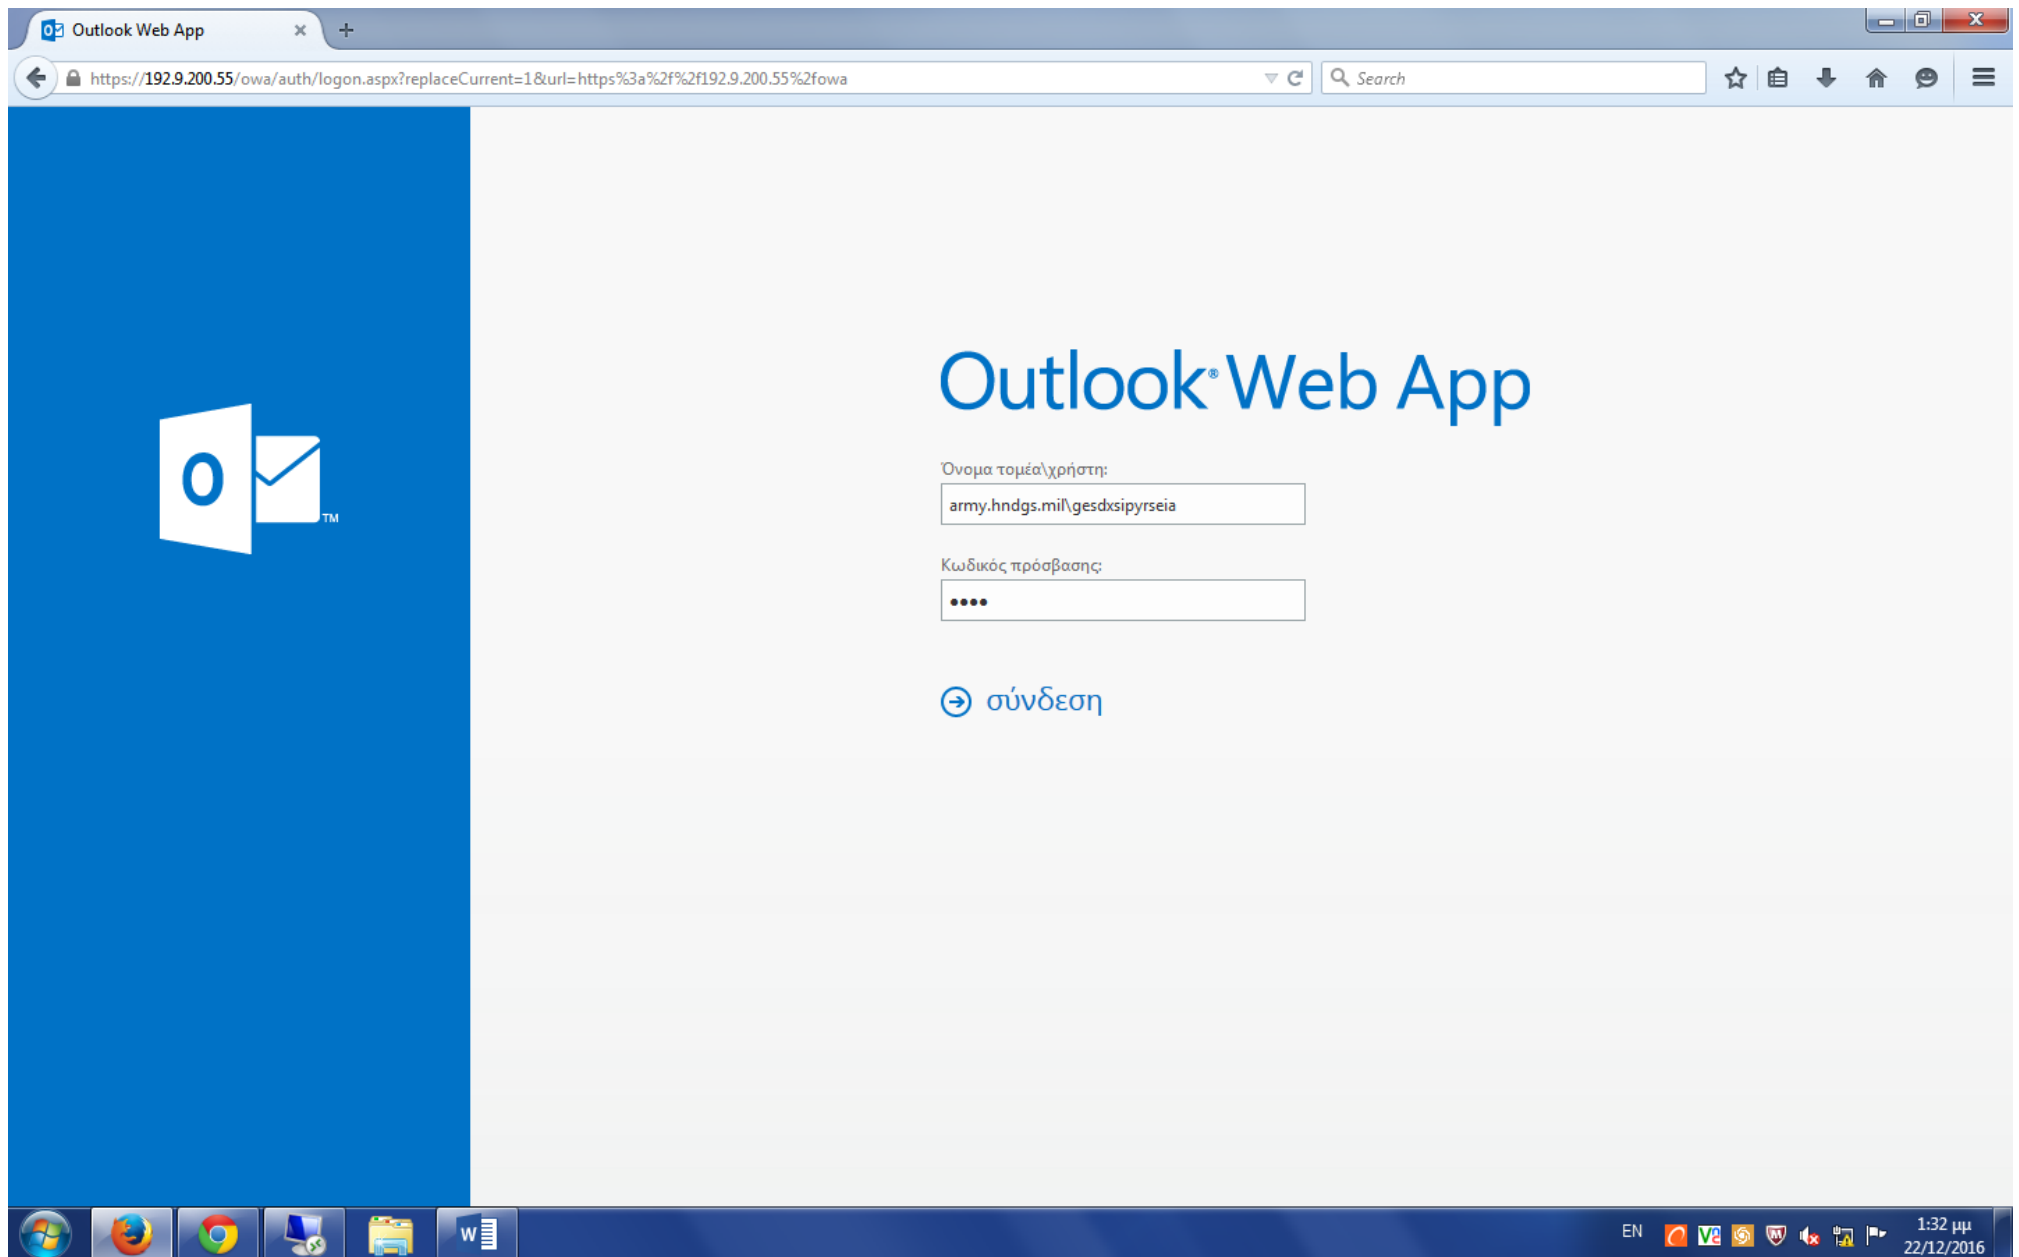 Outlook Web App
https://192.9.200.55/owa/auth/logon.aspx?replaceCurrent=1&url=https%3a%2f%2f192.9.200.55%2fowa
Search
Outlook® Web App
Όνομα τομέα\χρήστη:
army.hndgs.mil\gesdxsipyrseia
Κωδικός πρόσβασης:
••••
σύνδεση
TM
EN
1:32 μμ
22/12/2016